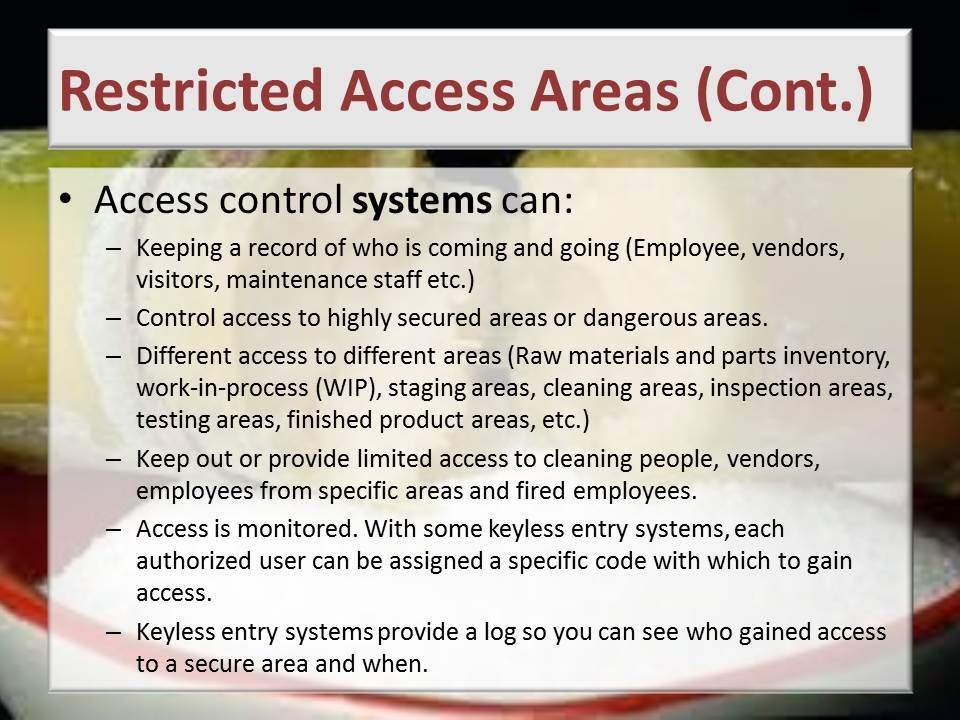 Restricted Access Areas (Cont.)
• Access control systems can:
– Keeping a record of who is coming and going (Employee, vendors,
visitors, maintenance staff etc.)
– Control access to highly secured areas or dangerous areas.
– Different access to different areas (Raw materials and parts inventory,
work-in-process (WIP), staging areas, cleaning areas, inspection areas,
testing areas, finished product areas, etc.)
– Keep out or provide limited access to cleaning people, vendors,
employees from specific areas and fired employees.
– Access is monitored. With some keyless entry systems, each
authorized user can be assigned a specific code with which to gain
access.
– Keyless entry systems provide a log so you can see who gained access
to a secure area and when.